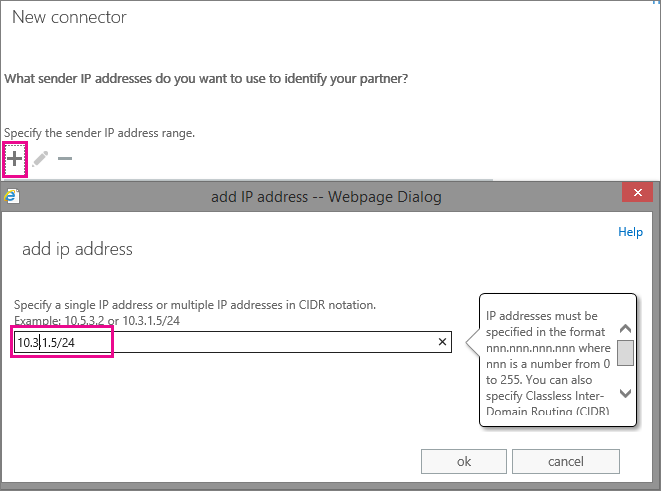 New connector
What sender IP addresses do you want to use to identify your partner?
Specify the sender IP address range.
add IP address -- Webpage Dialog
Help
add ip address
Specify a single IP address or multiple IP addresses in CIDR notation.
Example: 10.5.3.2 or 10.3.1.5/24
10.3.1.5/24
IP addresses must be
specified in the format
nnn.nnn.nnn.nnn where
nnn is a number from 0
to 255. You can also
specify Classless Inter-
Domain Routing (CIDR)
ok
cancel